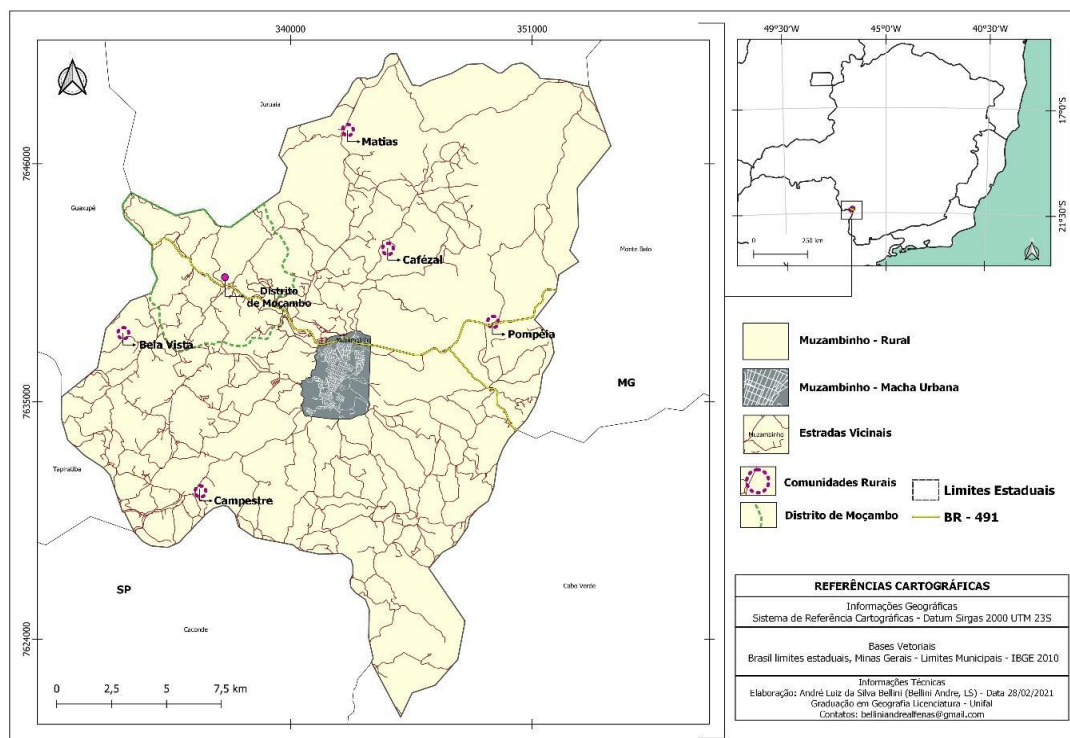 340000
351000
7646000
7635000
7624000
Juruaia
Guaxupé
Monte Belo
Tapiratiba
Caconde
Cabo Verde
SP
MG
Matias
Cafézal
Distrito
de Moçambo
Bela Vista
Pompéia
Muzambinho
Campestre
0 2,5 5 7,5 km
49°30'W 45°0'W 40°30'W
17°0'S
21°30'S
0 250 km
Muzambinho - Rural
Muzambinho - Macha Urbana
Muzambinho
Estradas Vicinais
Comunidades Rurais
Limites Estaduais
Distrito de Moçambo
BR - 491
REFERÊNCIAS CARTOGRÁFICAS
Informações Geográficas
Sistema de Referência Cartográficas - Datum Sirgas 2000 UTM 23S
Bases Vetoriais
Brasil limites estaduais, Minas Gerais - Limites Municipais - IBGE 2010
Informações Técnicas
Elaboração: André Luiz da Silva Bellini (Bellini Andre, LS) - Data 28/02/2021
Graduação em Geografia Licenciatura - Unifal
Contatos: belliniandrealfenas@gmail.com